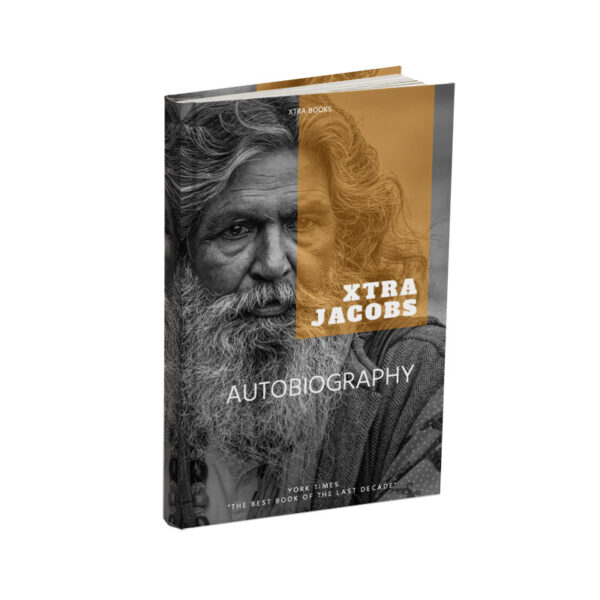 XTRA BOOKS
XTRA
JACOBS
AUTOBIOGRAPHY
YORK TIMES
"THE BEST BOOK OF THE LAST DECADE"